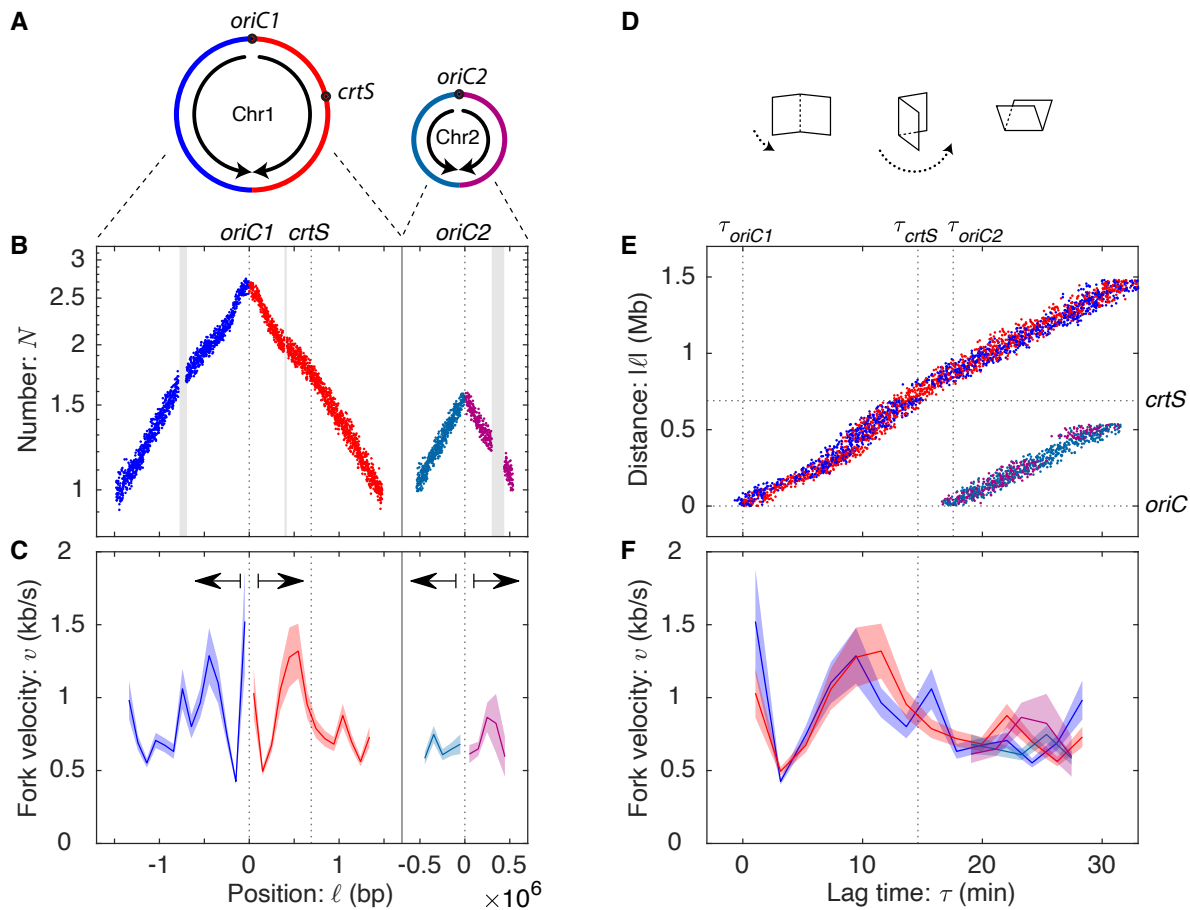 A
oriC1
crtS
Chr1
oriC2
Chr2
D
B
oriC1 crtS oriC2
3
2.5
2
1.5
1
Number: N
C
2
1.5
1
0.5
0
Fork velocity: v (kb/s)
-1 0 1 -0.5 0 0.5
Position: ℓ (bp)
×10⁶
E
τoriC1 τcrtS τoriC2
1.5
1
0.5
0
Distance: |ℓ| (Mb)
crtS
oriC
F
2
1.5
1
0.5
0
Fork velocity: v (kb/s)
0 10 20 30
Lag time: τ (min)